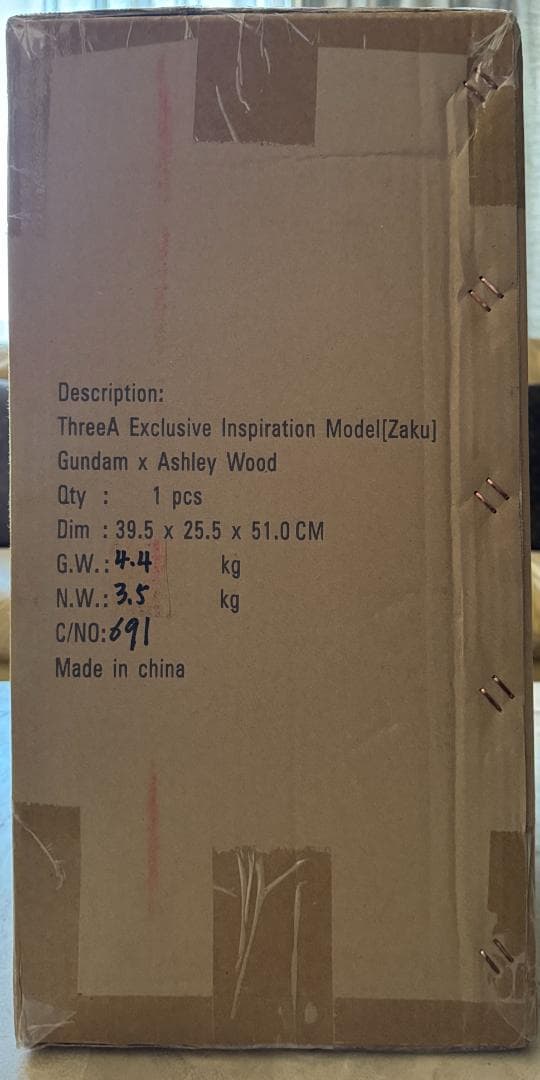 Description:
ThreeA Exclusive Inspiration Model[Zaku]
Gundam x Ashley Wood
Qty : 1 pcs
Dim : 39.5 x 25.5 x 51.0 CM
G.W.: 4.4 kg
N.W.: 3.5 kg
C/NO: 691
Made in china